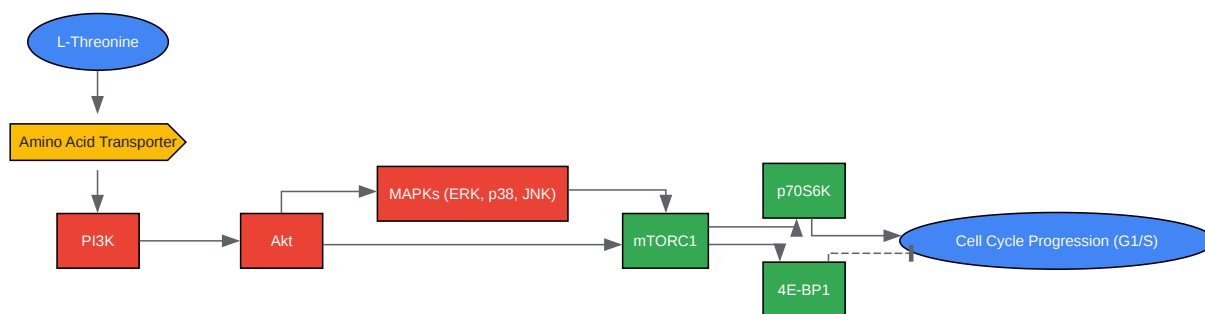 L-Threonine
Amino Acid Transporter
MAPKs (ERK, p38, JNK)
p70S6K
PI3K
Akt
mTORC1
Cell Cycle Progression (G1/S)
4E-BP1